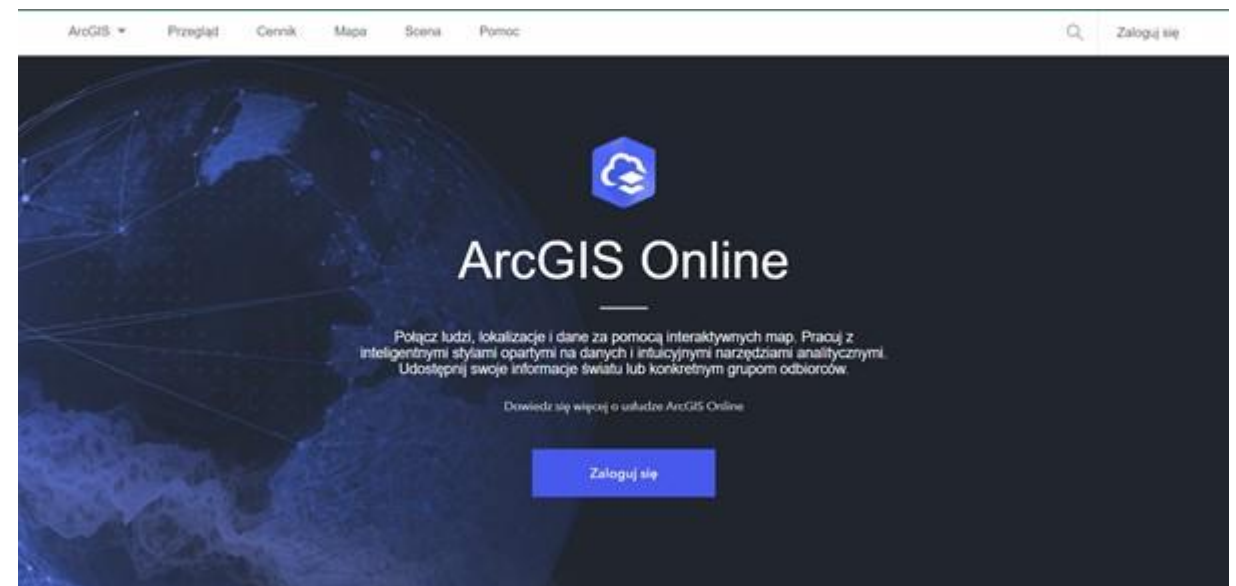 ArcGIS Przegląd Cennik Mapa Scena Pomoc Zaloguj się
ArcGIS Online
Połącz ludzi, lokalizacje i dane za pomocą interaktywnych map. Pracuj z
inteligentnymi stylami opartymi na danych i intuicyjnymi narzędziami analitycznymi.
Udostępnij swoje informacje światu lub konkretnym grupom odbiorców.
Dowiedz się więcej o usłudze ArcGIS Online
Zaloguj się